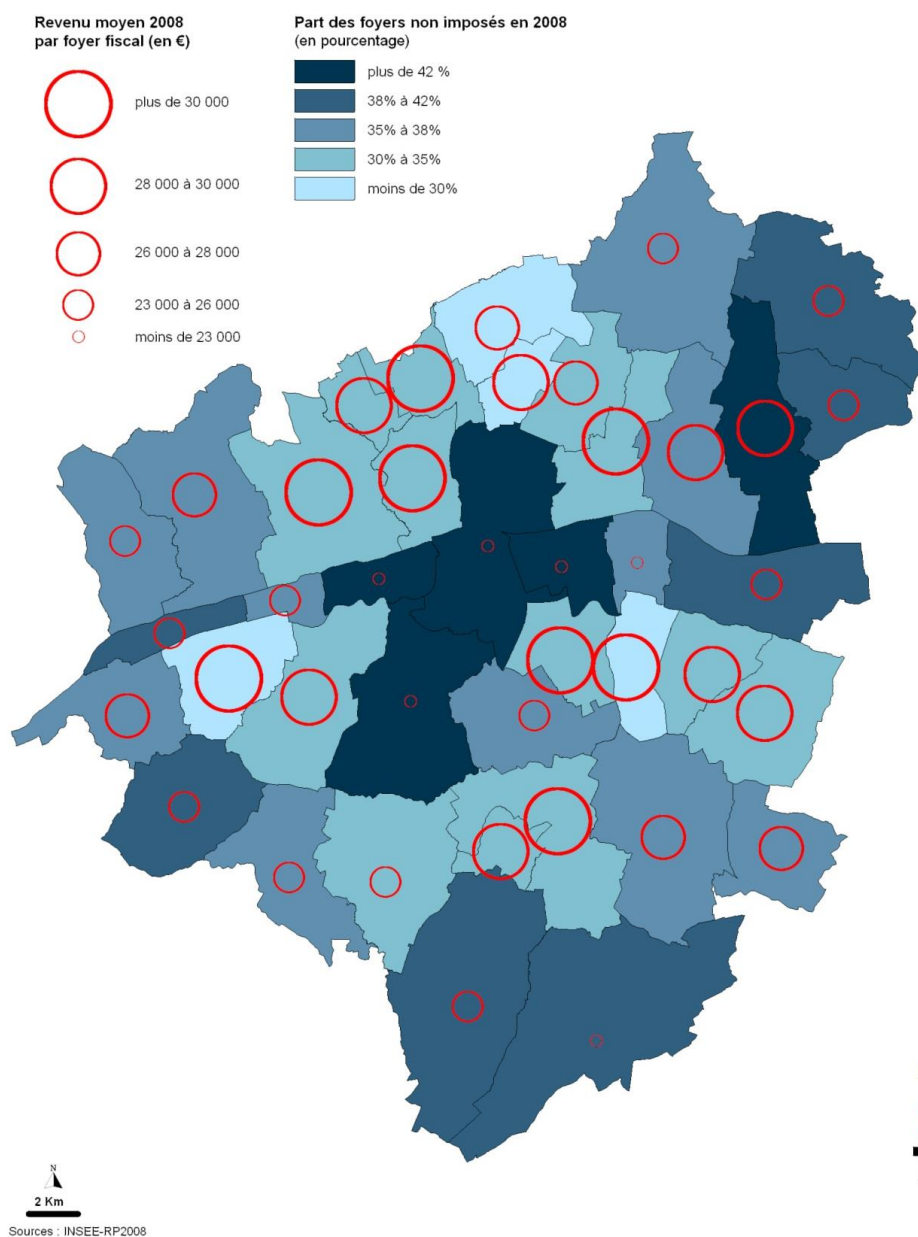 Revenu moyen 2008
par foyer fiscal (en €)
plus de 30 000
28 000 à 30 000
26 000 à 28 000
23 000 à 26 000
moins de 23 000
Part des foyers non imposés en 2008
(en pourcentage)
plus de 42 %
38% à 42%
35% à 38%
30% à 35%
moins de 30%
N
2 Km
Sources : INSEE-RP2008